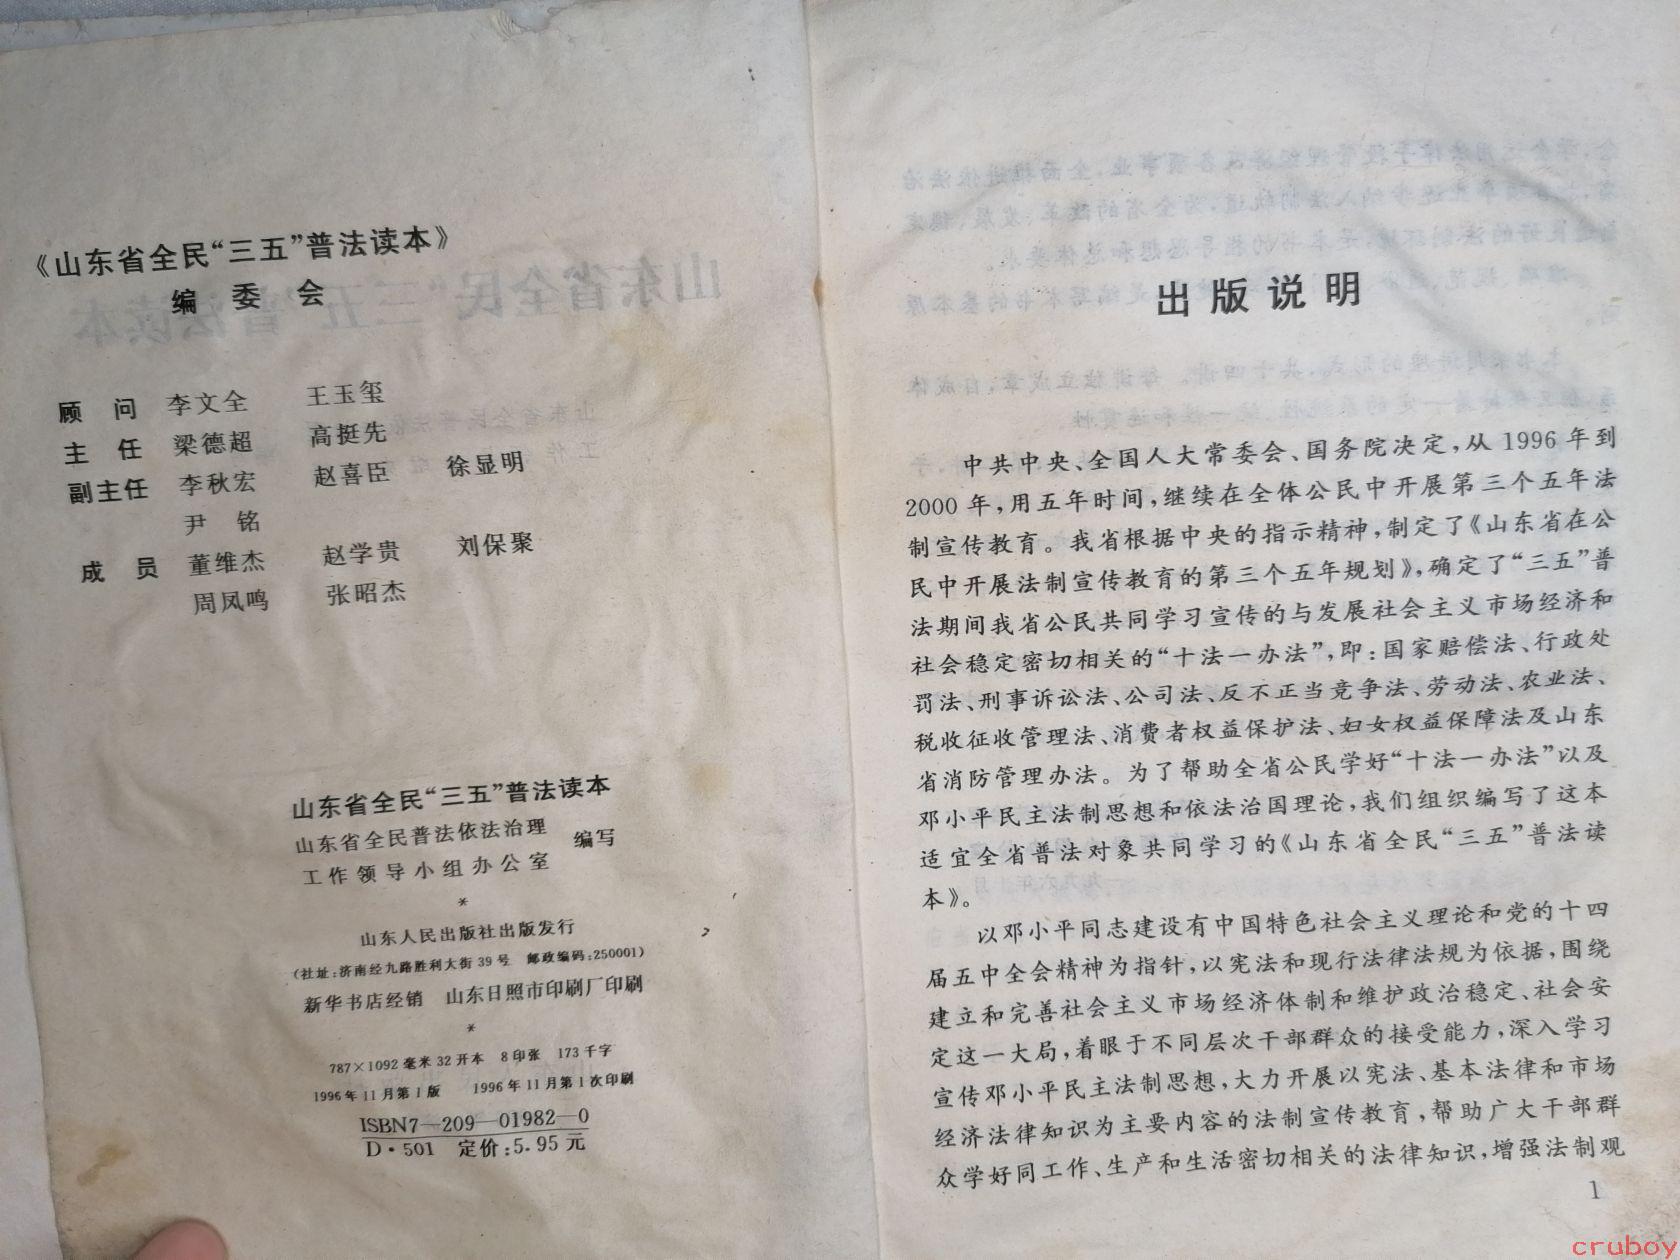 《山东省全民“三五”普法读本》
编 委 会
顾 问 李文全 王玉玺
主 任 梁德超 高挺先
副主任 李秋宏 赵喜臣 徐显明
尹 铭
成 员 董维杰 赵学贵 刘保聚
周凤鸣 张昭杰
山东省全民“三五”普法读本
山东省全民普法依法治理
工作领导小组办公室 编写
*
山东人民出版社出版发行
(社址:济南经九路胜利大街39号 邮政编码:250001)
新华书店经销 山东日照市印刷厂印刷
*
787×1092毫米32开本 8印张 173千字
1996年11月第1版 1996年11月第1次印刷
ISBN7—209—01982—0
D·501 定价:5.95元
出版说明
中共中央、全国人大常委会、国务院决定,从1996年到
2000年,用五年时间,继续在全体公民中开展第三个五年法
制宣传教育。我省根据中央的指示精神,制定了《山东省在公
民中开展法制宣传教育的第三个五年规划》,确定了“三五”普
法期间我省公民共同学习宣传的与发展社会主义市场经济和
社会稳定密切相关的“十法一办法”,即:国家赔偿法、行政处
罚法、刑事诉讼法、公司法、反不正当竞争法、劳动法、农业法、
税收征收管理法、消费者权益保护法、妇女权益保障法及山东
省消防管理办法。为了帮助全省公民学好“十法一办法”以及
邓小平民主法制思想和依法治国理论,我们组织编写了这本
适宜全省普法对象共同学习的《山东省全民“三五”普法读
本》。
以邓小平同志建设有中国特色社会主义理论和党的十四
届五中全会精神为指针,以宪法和现行法律法规为依据,围绕
建立和完善社会主义市场经济体制和维护政治稳定、社会安
定这一大局,着眼于不同层次干部群众的接受能力,深入学习
宣传邓小平民主法制思想,大力开展以宪法、基本法律和市场
经济法律知识为主要内容的法制宣传教育,帮助广大干部群
众学好同工作、生产和生活密切相关的法律知识,增强法制观
1
cruboy